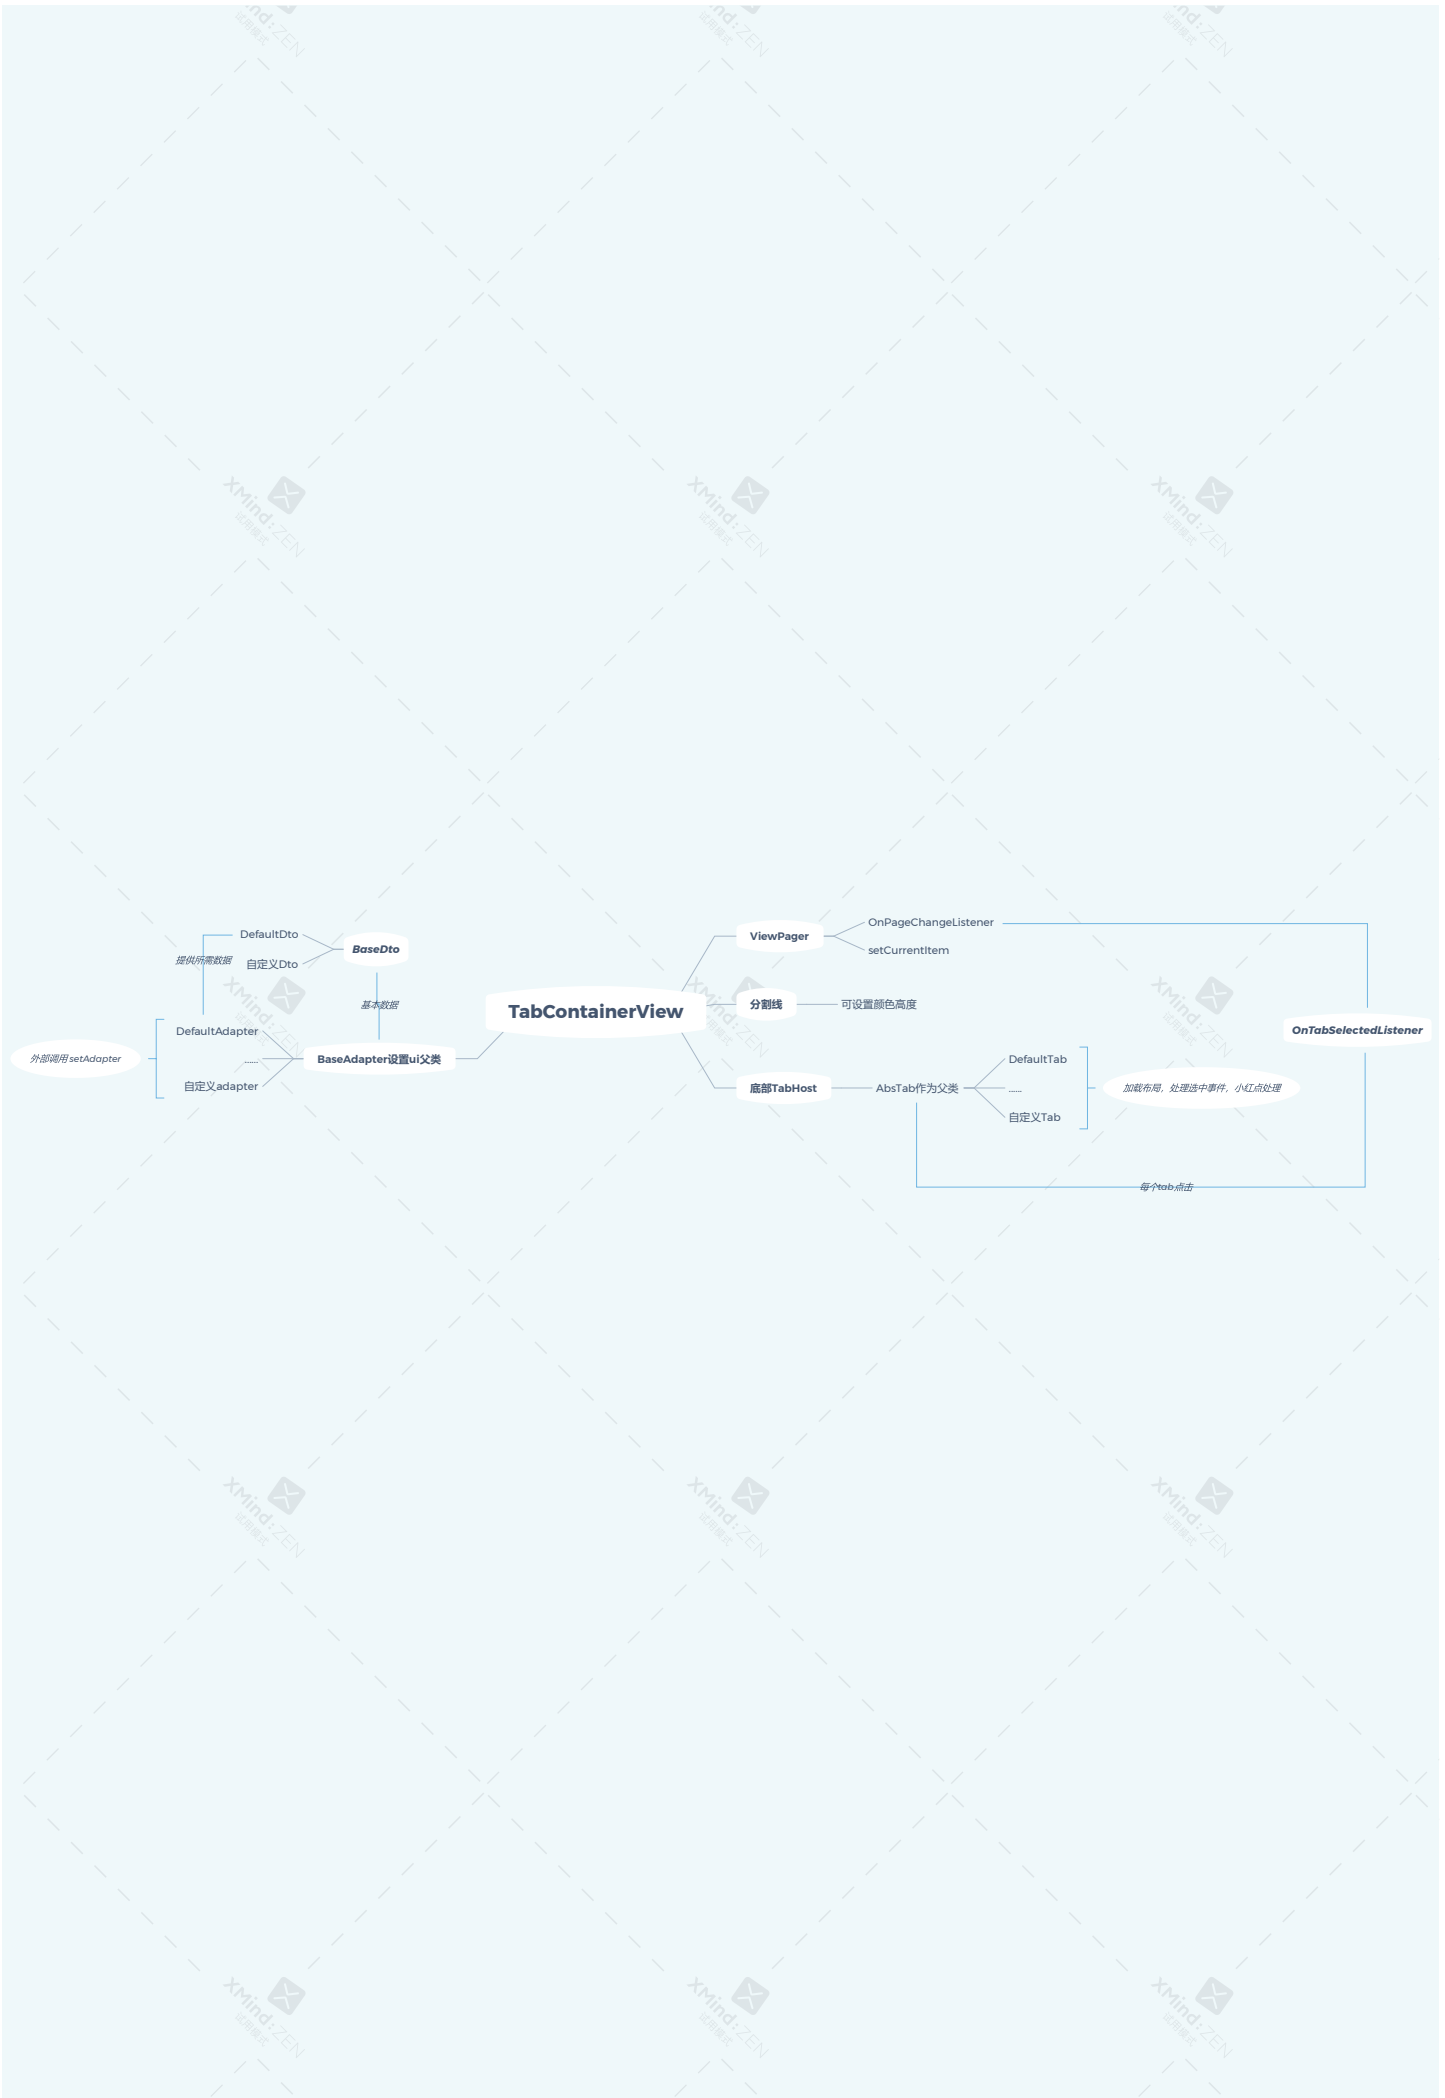 TabContainerView
ViewPager
OnPageChangeListener
setCurrentItem
分割线
可设置颜色高度
底部TabHost
AbsTab作为父类
DefaultTab
......
自定义Tab
加载布局，处理选中事件，小红点处理
OnTabSelectedListener
每个tab点击
BaseDto
DefaultDto
自定义Dto
提供所需数据
基本数据
BaseAdapter设置ui父类
DefaultAdapter
......
自定义adapter
外部调用 setAdapter
XMind:ZEN
试用模式